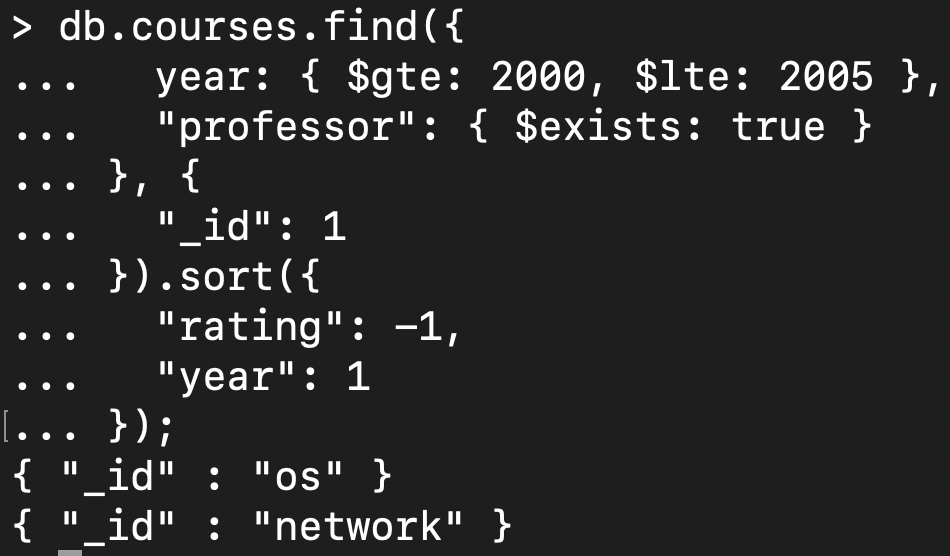 > db.courses.find({
...   year: { $gte: 2000, $lte: 2005 },
...   "professor": { $exists: true }
... }, {
...   "_id": 1
... }).sort({
...   "rating": -1,
...   "year": 1
[... });
{ "_id" : "os" }
{ "_id" : "network" }